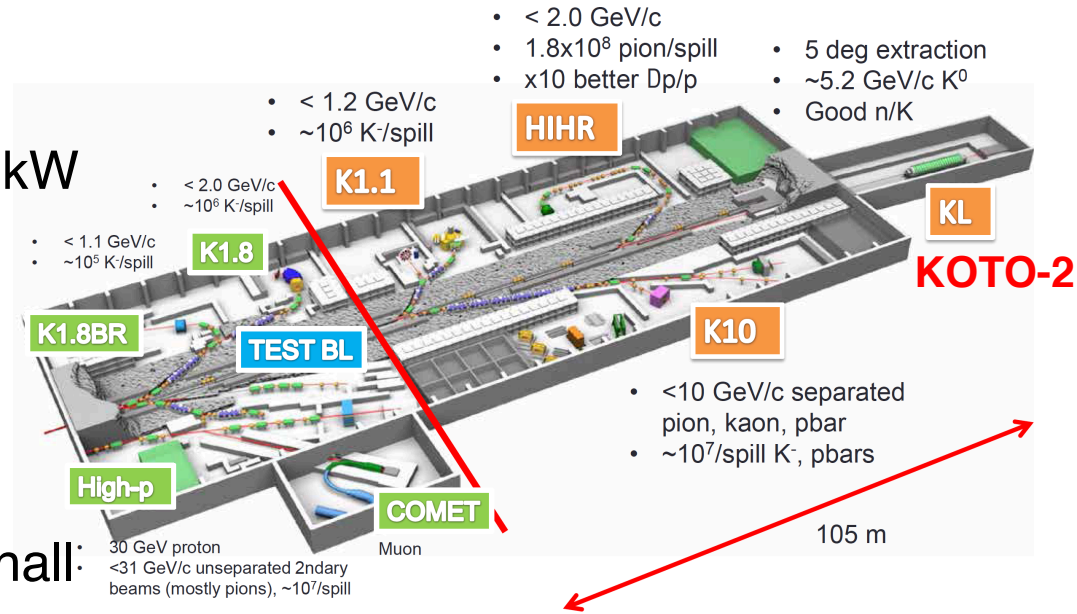 • < 2.0 GeV/c
• 1.8x10⁸ pion/spill
• x10 better Dp/p
• 5 deg extraction
• ~5.2 GeV/c K⁰
• Good n/K
• < 1.2 GeV/c
• ~10⁶ K⁻/spill
HIHR
kW
K1.1
• < 2.0 GeV/c
• ~10⁶ K⁻/spill
KL
• < 1.1 GeV/c
• ~10⁵ K⁻/spill
K1.8
KOTO-2
K1.8BR
TEST BL
K10
• <10 GeV/c separated
pion, kaon, pbar
• ~10⁷/spill K⁻, pbars
High-p
COMET
105 m
hall
• 30 GeV proton
• <31 GeV/c unseparated 2ndary
beams (mostly pions), ~10⁷/spill
Muon